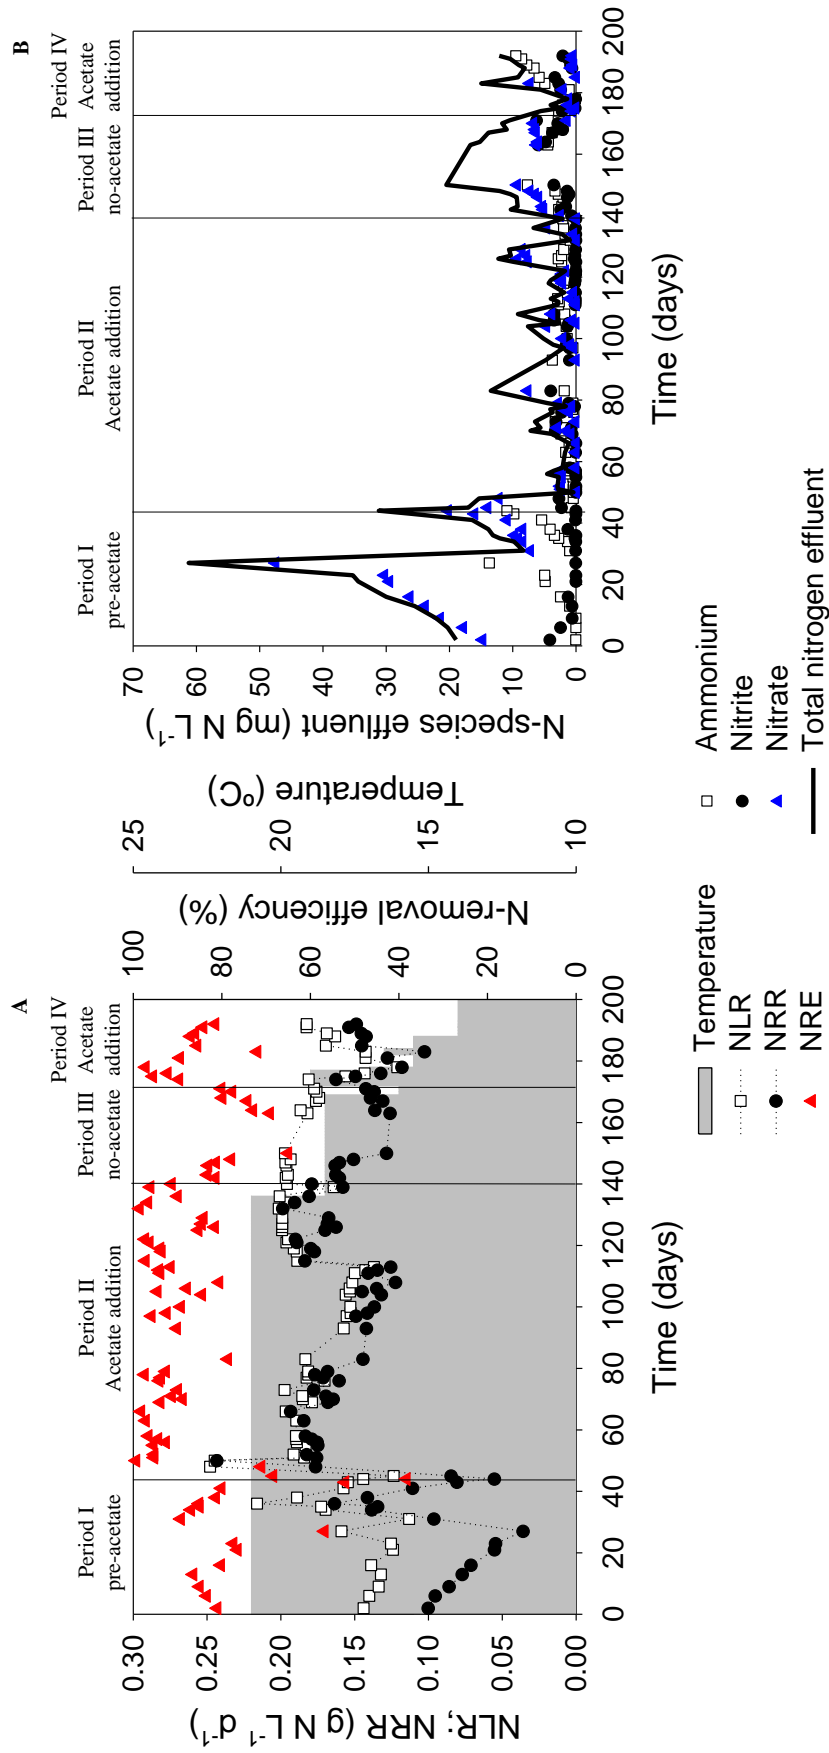 A
Period I
pre-acetate
Period II
Acetate addition
Period III
no-acetate
Period IV
Acetate
addition
NLR; NRR (g N L-1 d-1)
0.30
0.25
0.20
0.15
0.10
0.05
0.00
0 20 40 60 80 100 120 140 160 180 200
Time (days)
100
80
60
40
20
0
N-removal efficency
(%)
25
20
15
10
Temperature
(ºC)
Temperature
NLR
NRR
NRE
B
Period I
pre-acetate
Period II
Acetate addition
Period III
no-acetate
Period IV
Acetate
addition
N-species effluent (mg N L-1)
70
60
50
40
30
20
10
0
0 20 40 60 80 100 120 140 160 180 200
Time (days)
Ammonium
Nitrite
Nitrate
Total nitrogen effluent